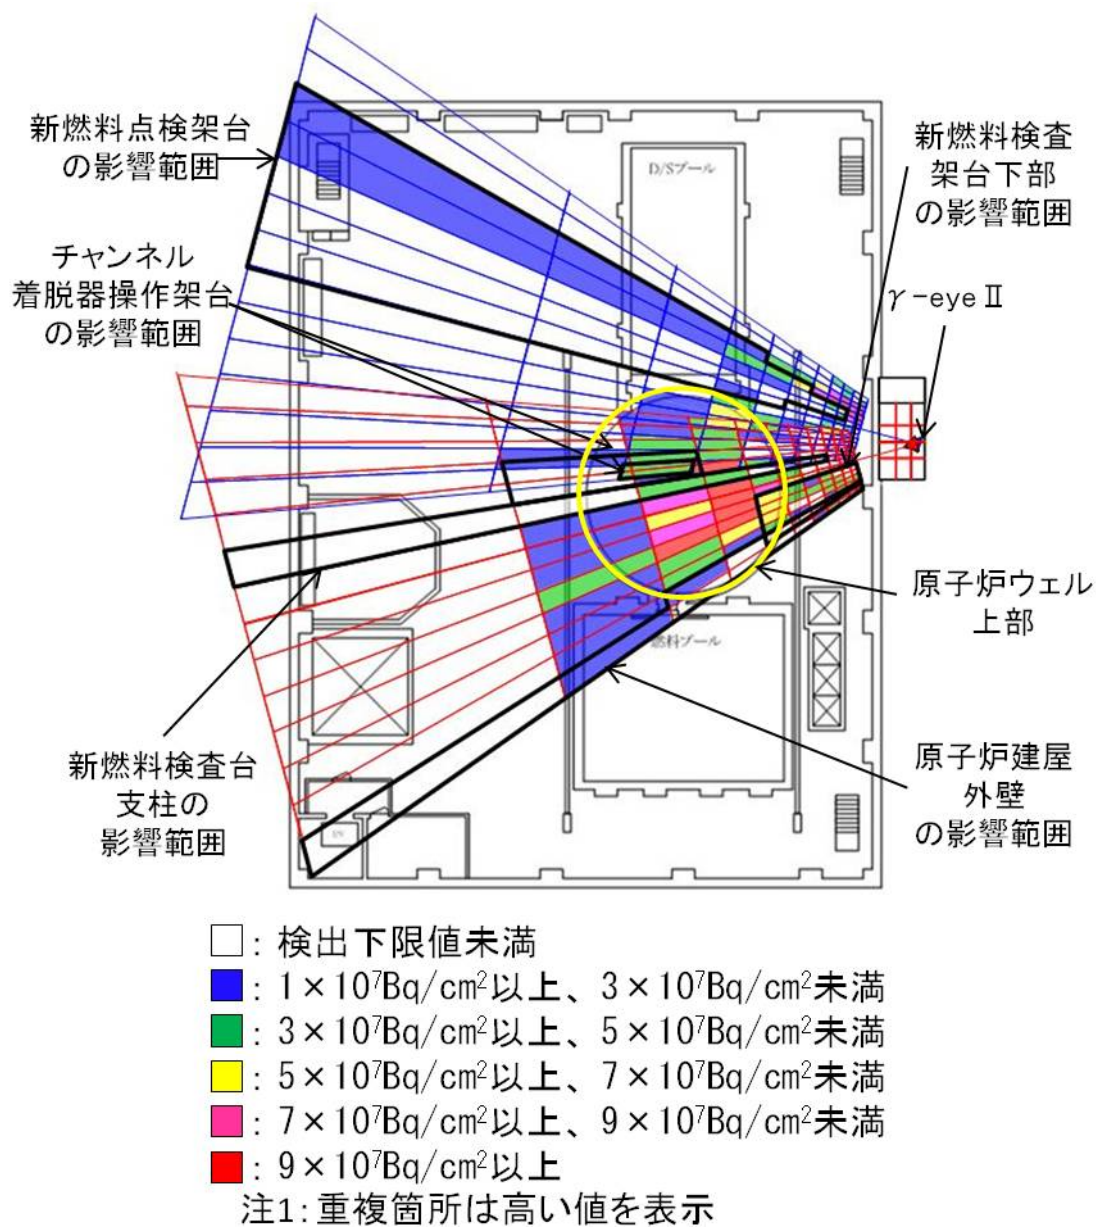 新燃料点検架台
の影響範囲
チャンネル
着脱器操作架台
の影響範囲
D/Sプール
新燃料検査
架台下部
の影響範囲
γ-eyeⅡ
原子炉ウェル
上部
燃料プール
新燃料検査台
支柱の
影響範囲
原子炉建屋
外壁
の影響範囲
: 検出下限値未満
: 1×10⁷Bq/cm²以上、3×10⁷Bq/cm²未満
: 3×10⁷Bq/cm²以上、5×10⁷Bq/cm²未満
: 5×10⁷Bq/cm²以上、7×10⁷Bq/cm²未満
: 7×10⁷Bq/cm²以上、9×10⁷Bq/cm²未満
: 9×10⁷Bq/cm²以上
注1:重複箇所は高い値を表示